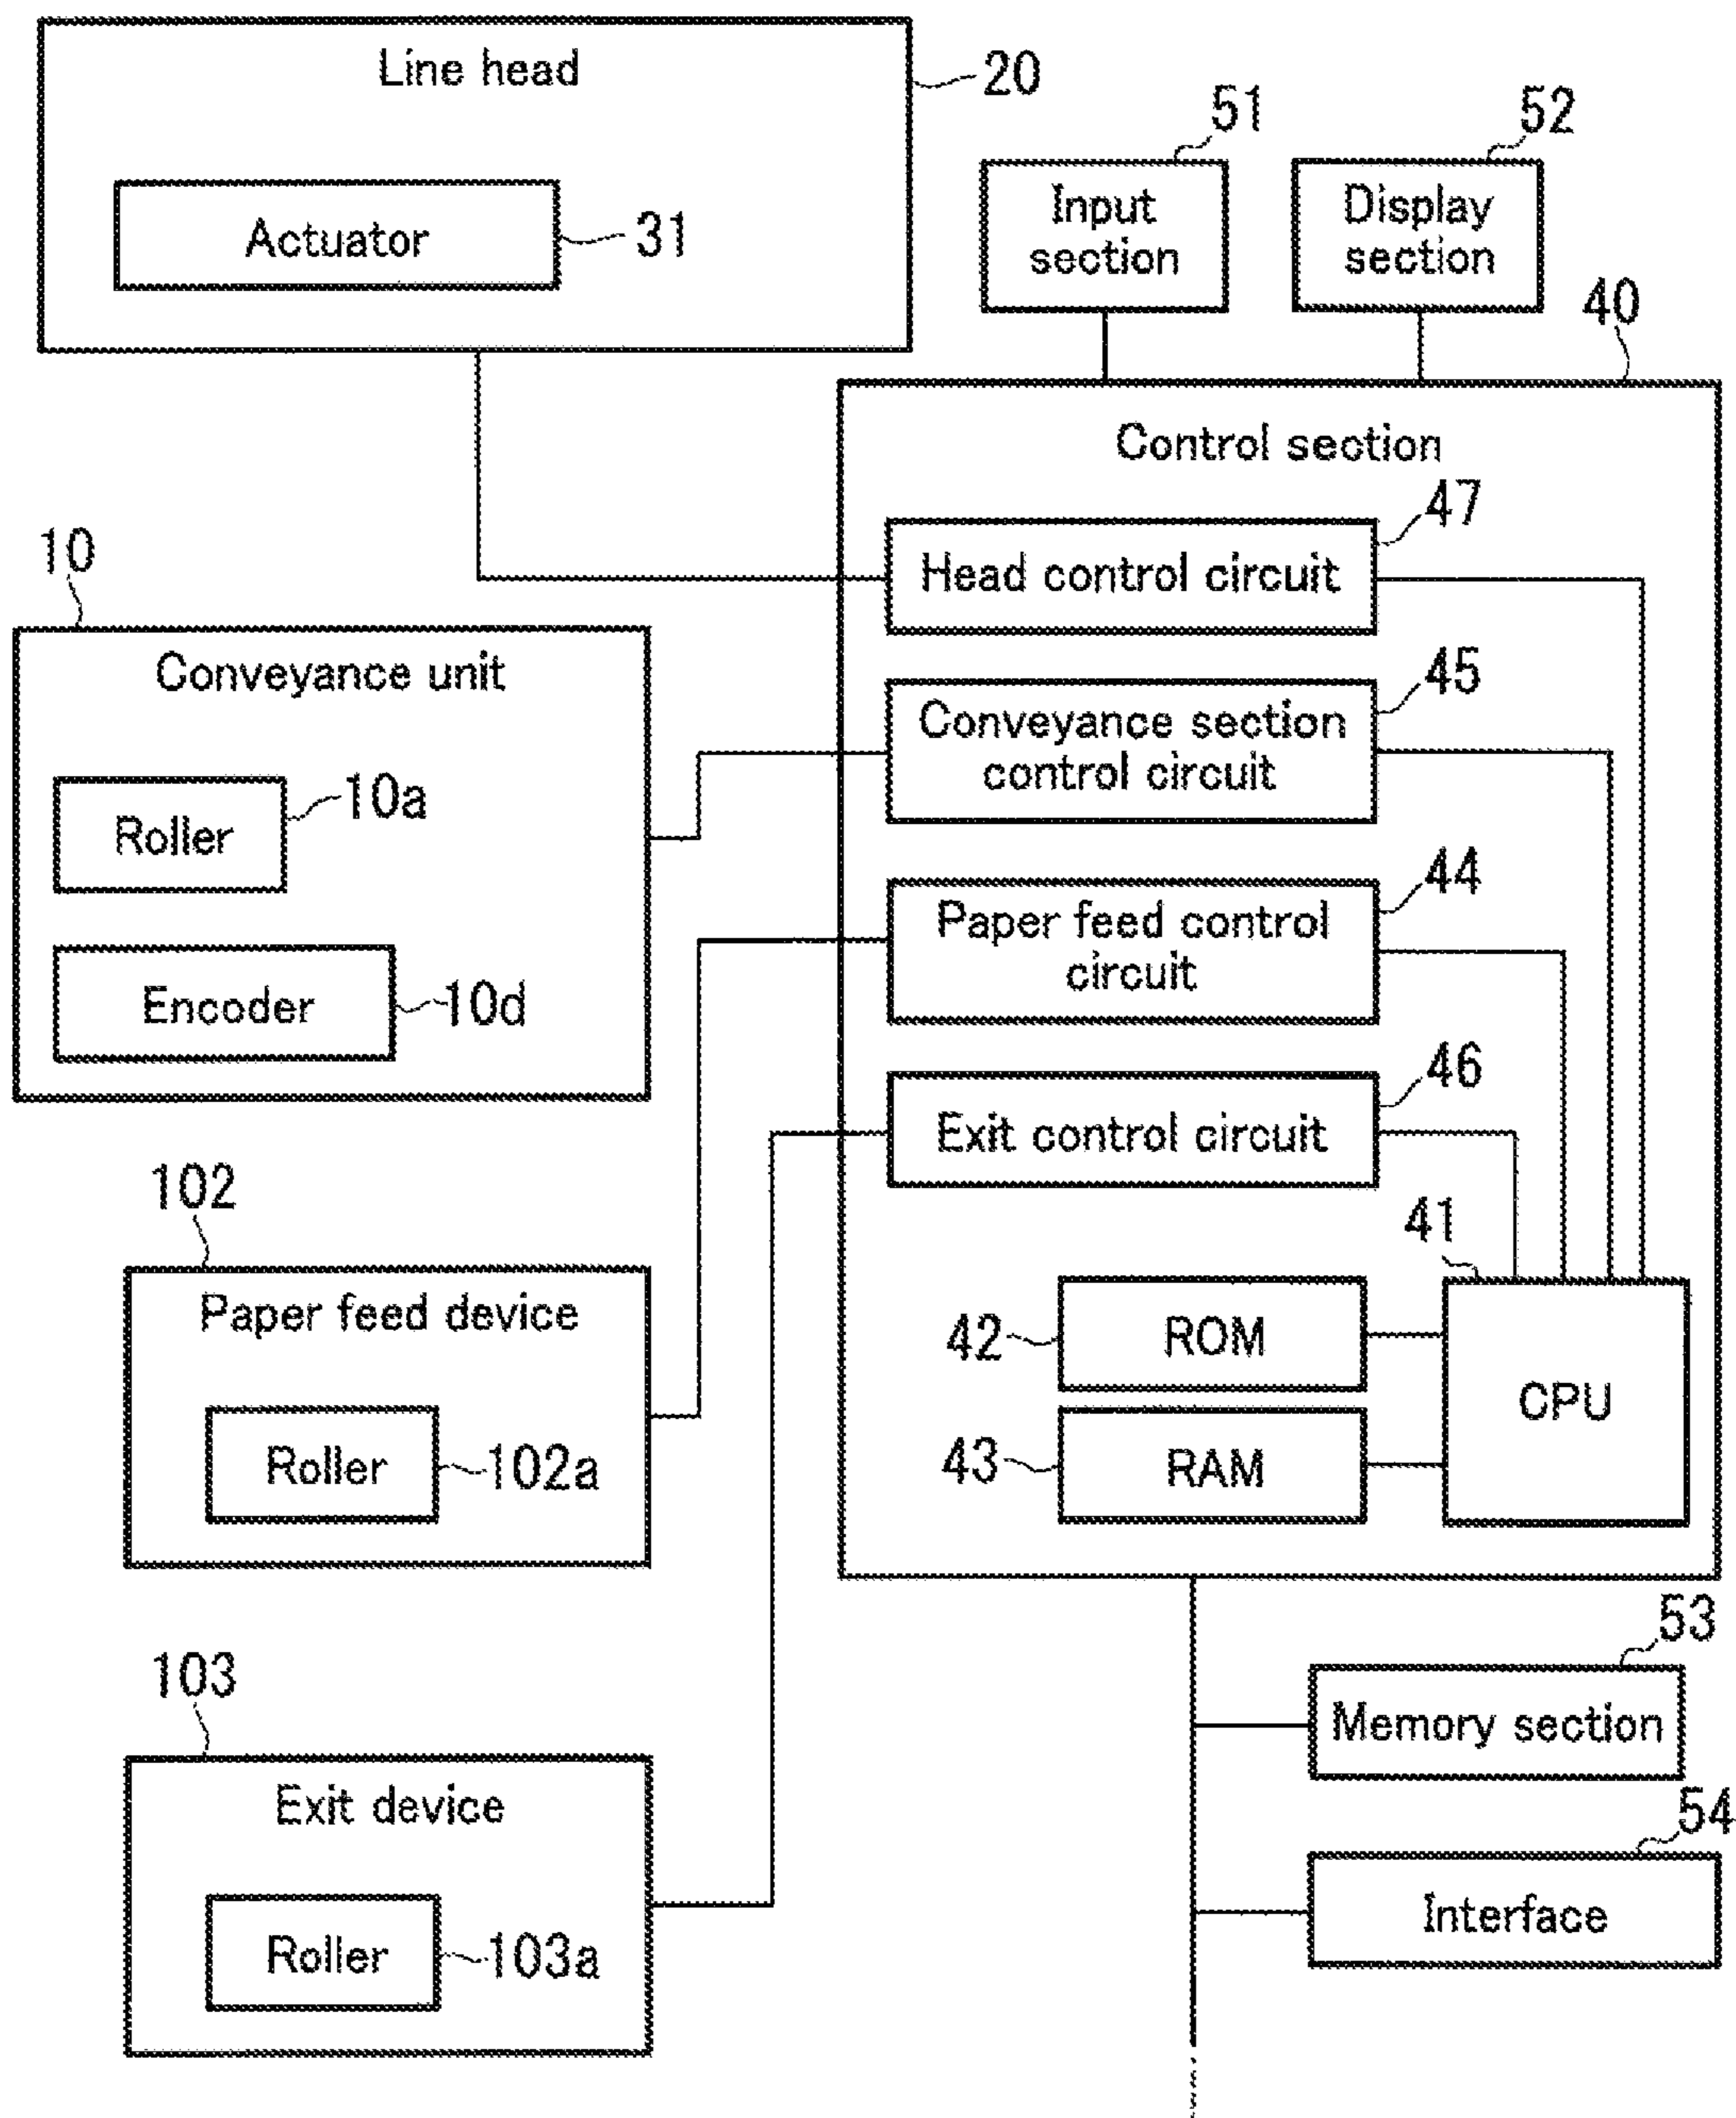 Line head
20
Actuator
31
51
Input
section
52
Display
section
40
Control section
47
Head control circuit
10
Conveyance unit
Roller
10a
Encoder
10d
45
Conveyance section
control circuit
44
Paper feed control
circuit
46
Exit control circuit
41
CPU
42
ROM
43
RAM
102
Paper feed device
Roller
102a
103
Exit device
Roller
103a
53
Memory section
54
Interface